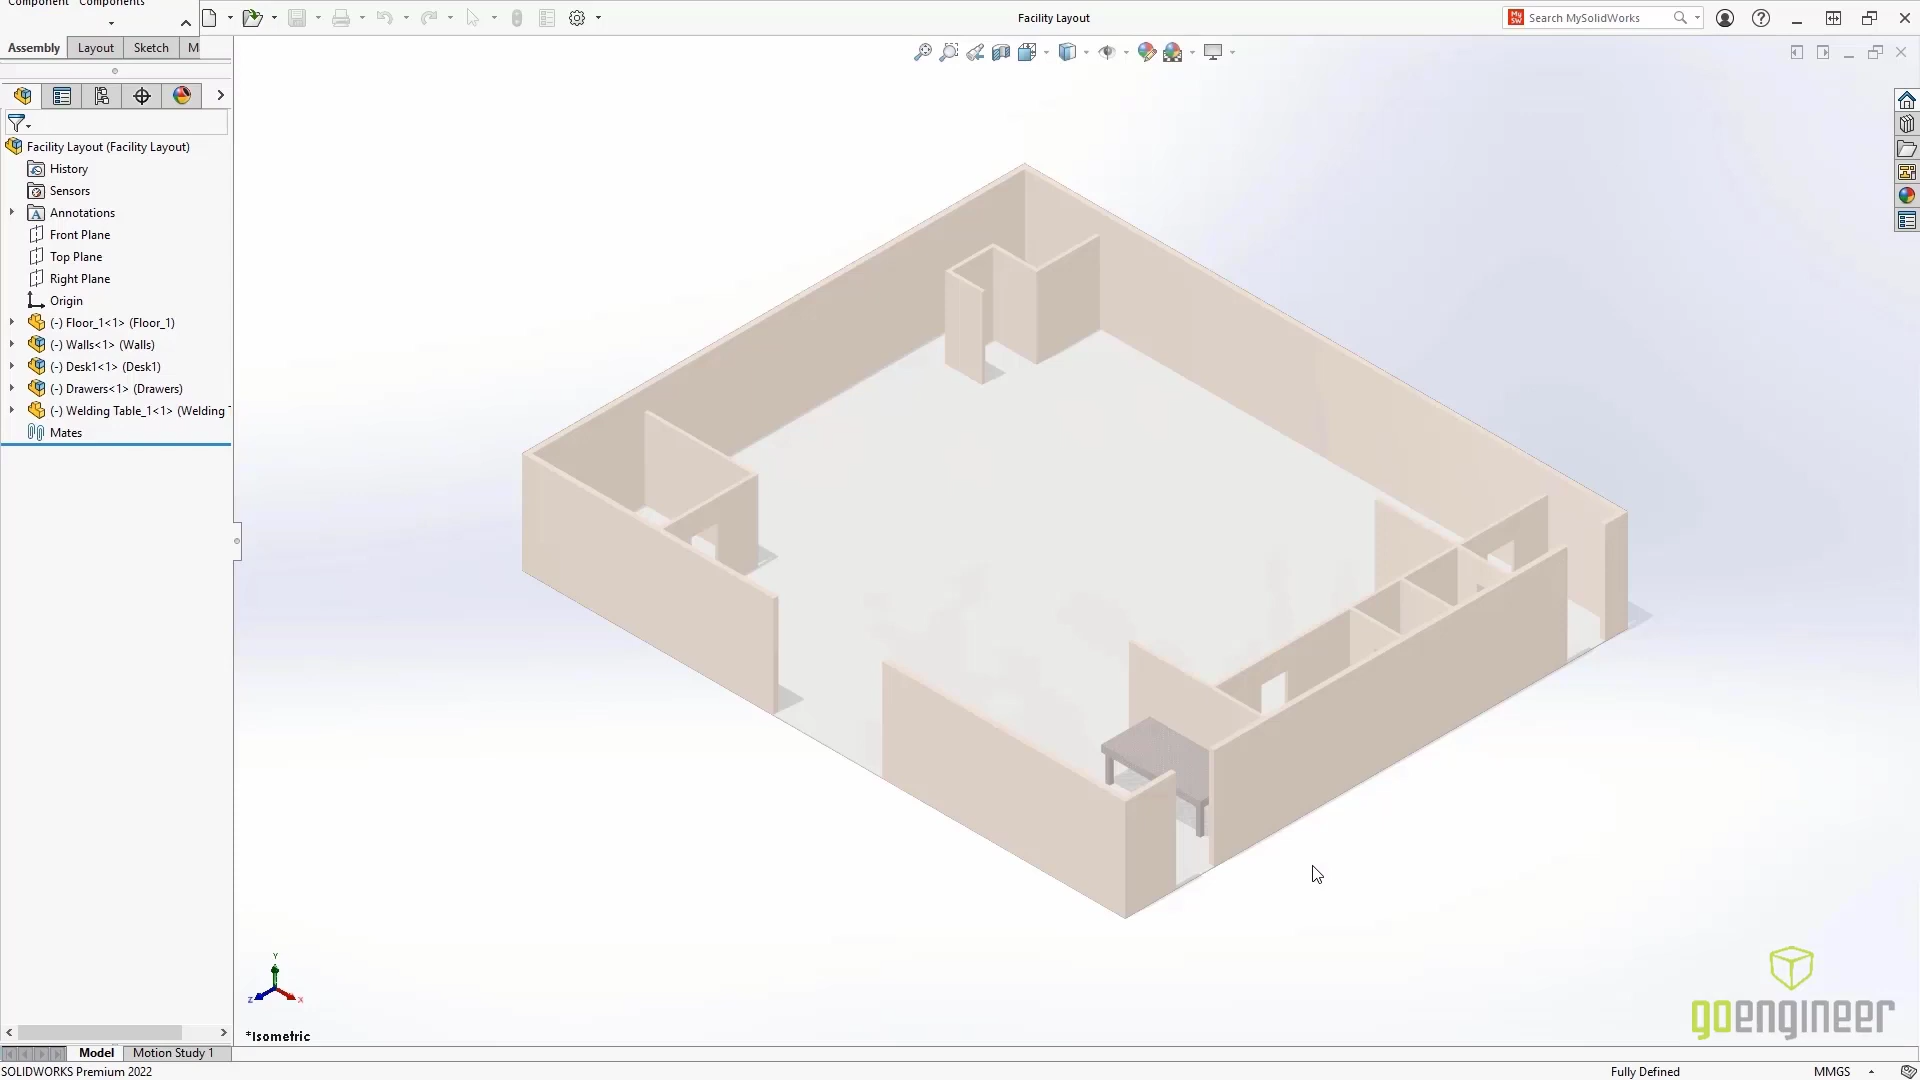 Component Components
Facility Layout
Search MySolidWorks
Assembly Layout Sketch M
Facility Layout (Facility Layout)
History
Sensors
Annotations
Front Plane
Top Plane
Right Plane
Origin
(-) Floor_1<1> (Floor_1)
(-) Walls<1> (Walls)
(-) Desk1<1> (Desk1)
(-) Drawers<1> (Drawers)
(-) Welding Table_1<1> (Welding
Mates
Y
Z X
*Isometric
goengineer
Model Motion Study 1
SOLIDWORKS Premium 2022 Fully Defined MMGS